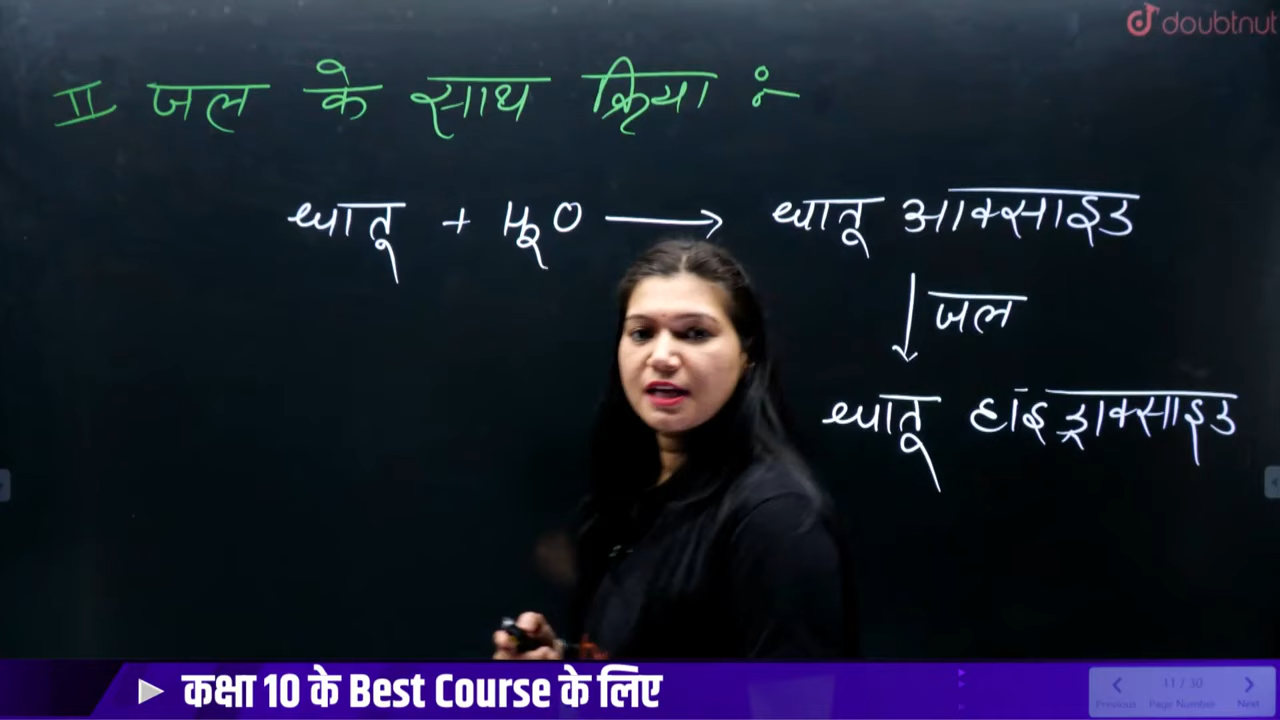 doubtnut
II जल के साथ क्रिया :-
धातू + H₂O ⟶ धातू आक्साइड
↓ जल
धातू हांइड्राक्साइड
कक्षा 10 के Best Course के लिए
11 / 30
Previous Page Number Next